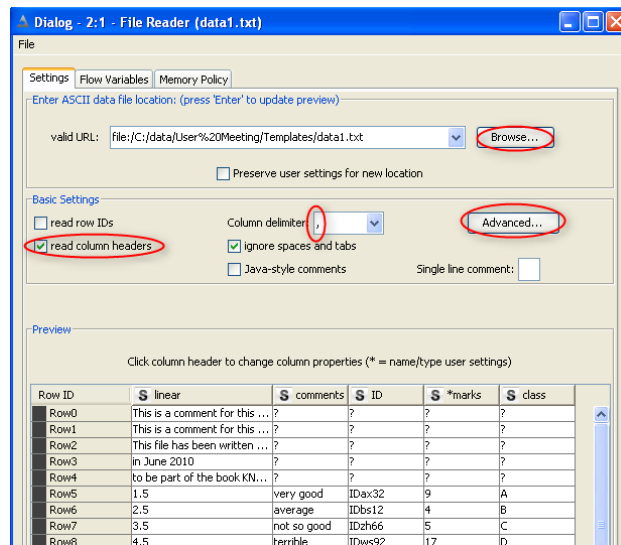 Dialog - 2:1 - File Reader (data1.txt)
File
Settings Flow Variables Memory Policy
Enter ASCII data file location: (press 'Enter' to update preview)
valid URL: file:/C:/data/User%20Meeting/Templates/data1.txt Browse...
Preserve user settings for new location
Basic Settings
read row IDs Column delimiter: , Advanced...
read column headers ignore spaces and tabs
Java-style comments Single line comment:
Preview
Click column header to change column properties (* = name/type user settings)
Row ID S linear S comments S ID S *marks S class
Row0 This is a comment for this ... ? ? ? ?
Row1 This is a comment for this ... ? ? ? ?
Row2 This file has been written ... ? ? ? ?
Row3 in June 2010 ? ? ? ?
Row4 to be part of the book KN... ? ? ? ?
Row5 1.5 very good IDax32 9 A
Row6 2.5 average IDbs12 4 B
Row7 3.5 not so good IDzh66 5 C
Row8 4.5 terrible IDws92 17 D